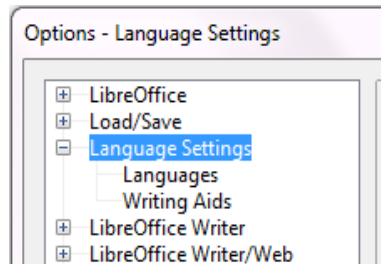 Options - Language Settings
LibreOffice
Load/Save
Language Settings
Languages
Writing Aids
LibreOffice Writer
LibreOffice Writer/Web